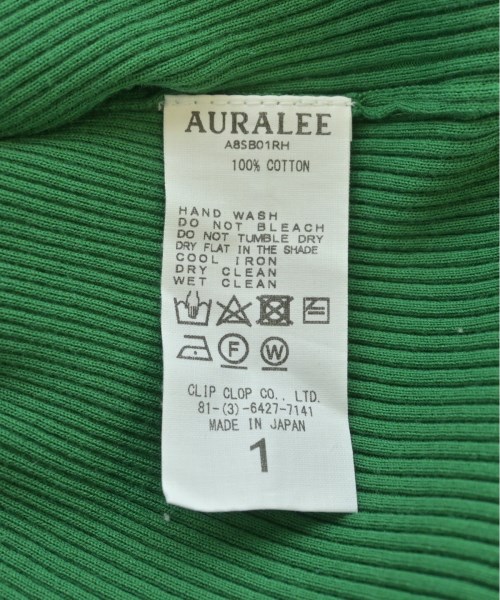 AURALEE
A8SB01RH
100% COTTON
HAND WASH
DO NOT BLEACH
DO NOT TUMBLE DRY
DRY FLAT IN THE SHADE
COOL IRON
DRY CLEAN
WET CLEAN
F W
CLIP CLOP CO., LTD.
81-(3)-6427-7141
MADE IN JAPAN
1